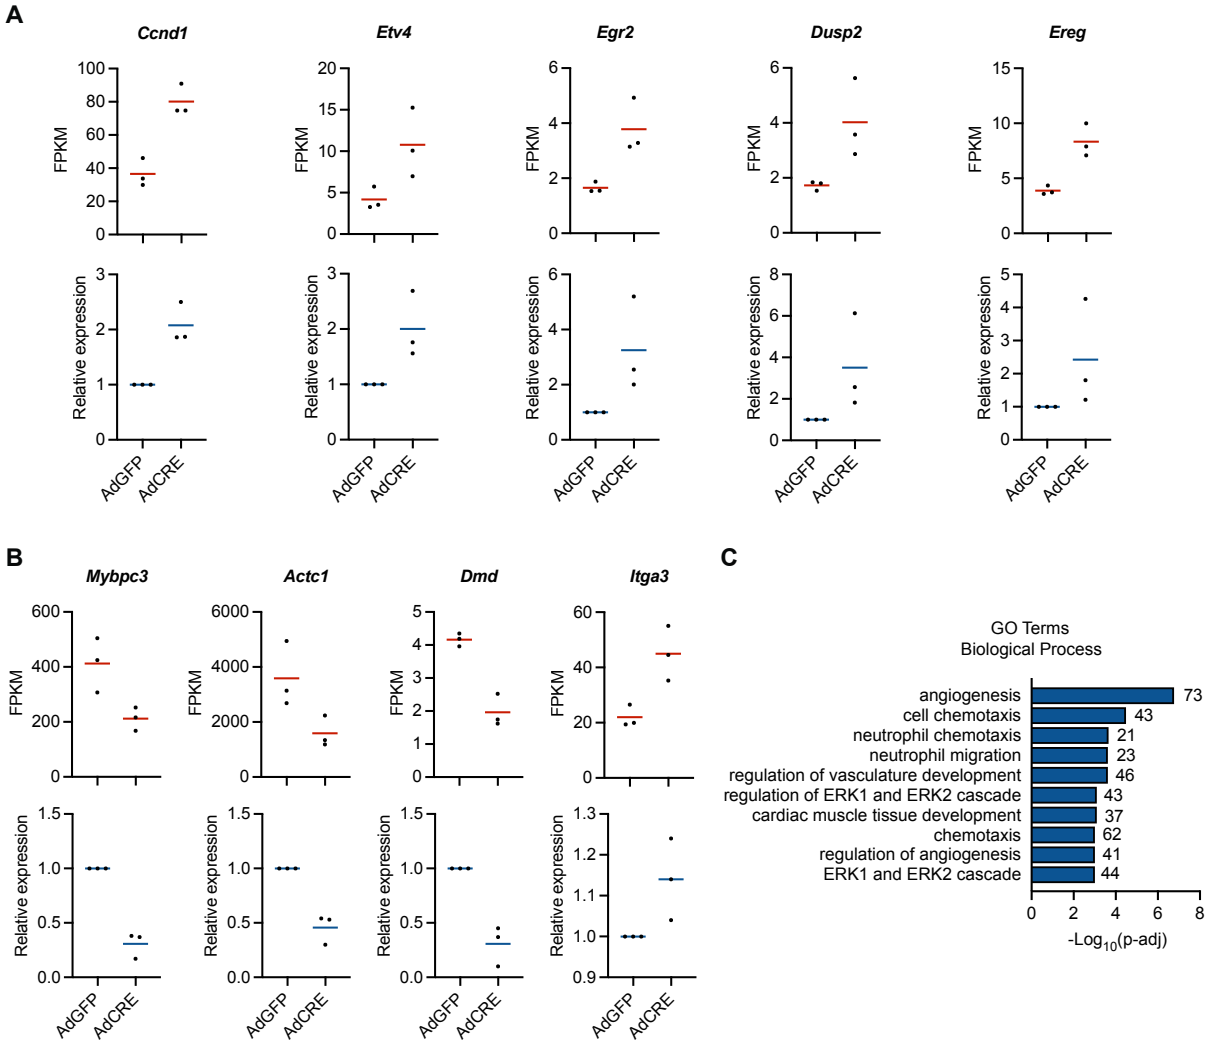 A
Ccnd1
Etv4
Egr2
Dusp2
Ereg
FPKM
100
80
60
40
20
0
FPKM
20
15
10
5
0
FPKM
6
4
2
0
FPKM
6
4
2
0
FPKM
15
10
5
0
Relative expression
3
2
1
0
AdGFP
AdCRE
Relative expression
3
2
1
0
AdGFP
AdCRE
Relative expression
6
4
2
0
AdGFP
AdCRE
Relative expression
8
6
4
2
0
AdGFP
AdCRE
Relative expression
5
4
3
2
1
0
AdGFP
AdCRE
B
Mybpc3
Actc1
Dmd
Itga3
FPKM
600
400
200
0
FPKM
6000
4000
2000
0
FPKM
5
4
3
2
1
0
FPKM
60
40
20
0
Relative expression
1.5
1.0
0.5
0.0
AdGFP
AdCRE
Relative expression
1.5
1.0
0.5
0.0
AdGFP
AdCRE
Relative expression
1.5
1.0
0.5
0.0
AdGFP
AdCRE
Relative expression
1.3
1.2
1.1
1.0
0.9
AdGFP
AdCRE
C
GO Terms
Biological Process
angiogenesis 73
cell chemotaxis 43
neutrophil chemotaxis 21
neutrophil migration 23
regulation of vasculature development 46
regulation of ERK1 and ERK2 cascade 43
cardiac muscle tissue development 37
chemotaxis 62
regulation of angiogenesis 41
ERK1 and ERK2 cascade 44
0 2 4 6 8
-Log10(p-adj)